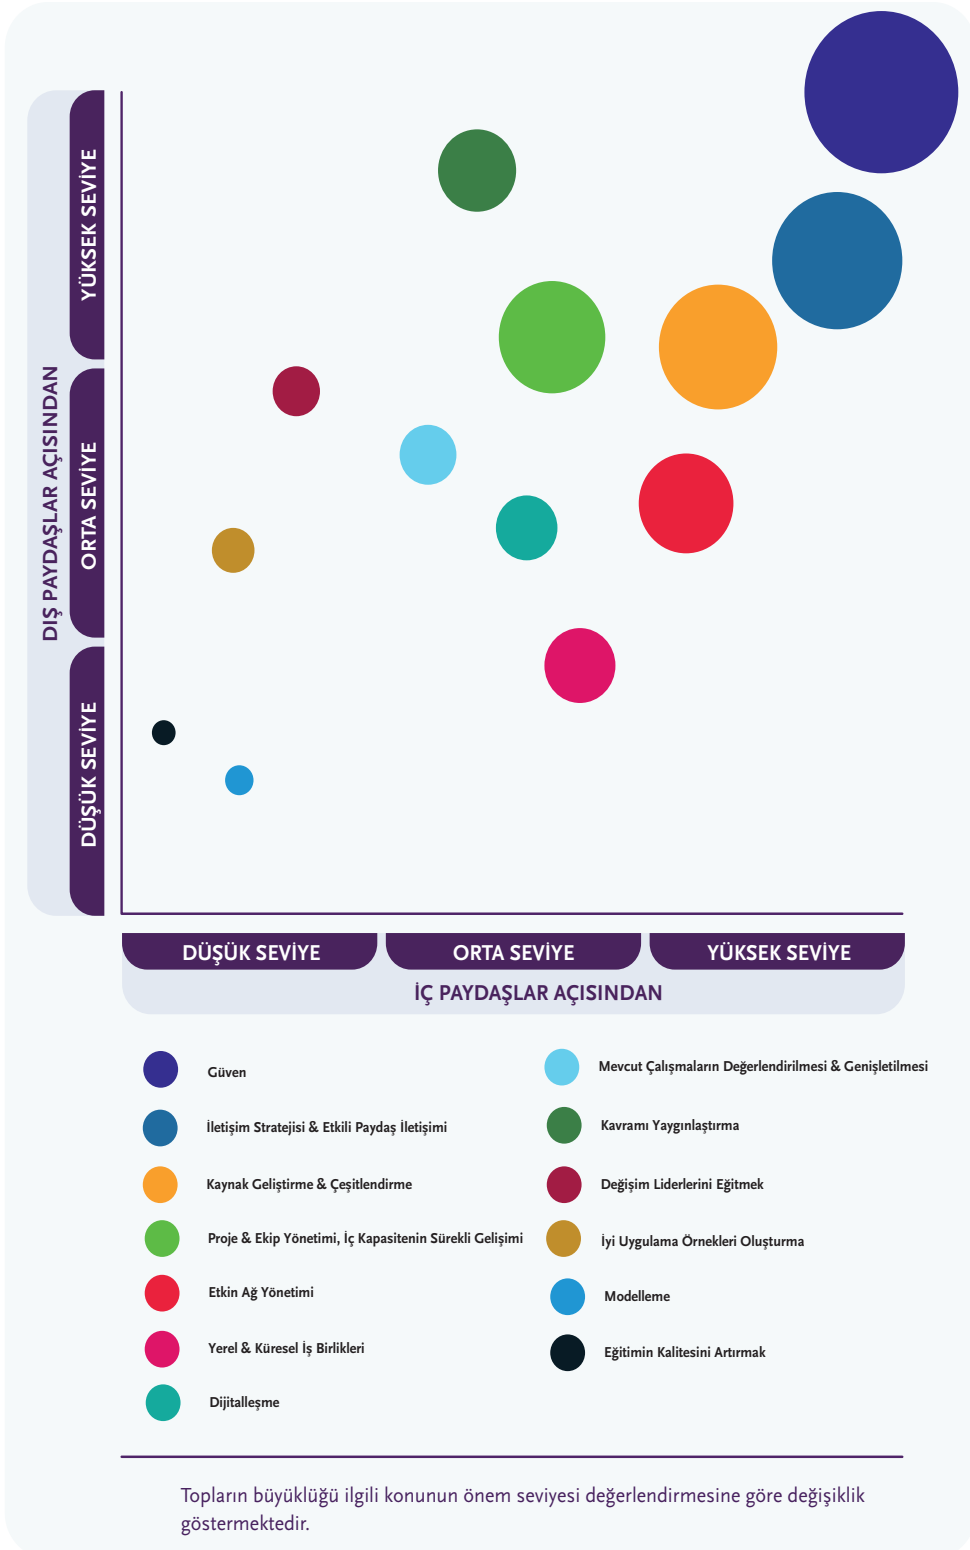 DIŞ PAYDAŞLAR AÇISINDAN
YÜKSEK SEVİYE
ORTA SEVİYE
DÜŞÜK SEVİYE
DÜŞÜK SEVİYE
ORTA SEVİYE
YÜKSEK SEVİYE
İÇ PAYDAŞLAR AÇISINDAN
Güven
İletişim Stratejisi & Etkili Paydaş İletişimi
Kaynak Geliştirme & Çeşitlendirme
Proje & Ekip Yönetimi, İç Kapasitenin Sürekli Gelişimi
Etkin Ağ Yönetimi
Yerel & Küresel İş Birlikleri
Dijitalleşme
Mevcut Çalışmaların Değerlendirilmesi & Genişletilmesi
Kavramı Yaygınlaştırma
Değişim Liderlerini Eğitmek
İyi Uygulama Örnekleri Oluşturma
Modelleme
Eğitimin Kalitesini Artırmak
Topların büyüklüğü ilgili konunun önem seviyesi değerlendirmesine göre değişiklik
göstermektedir.